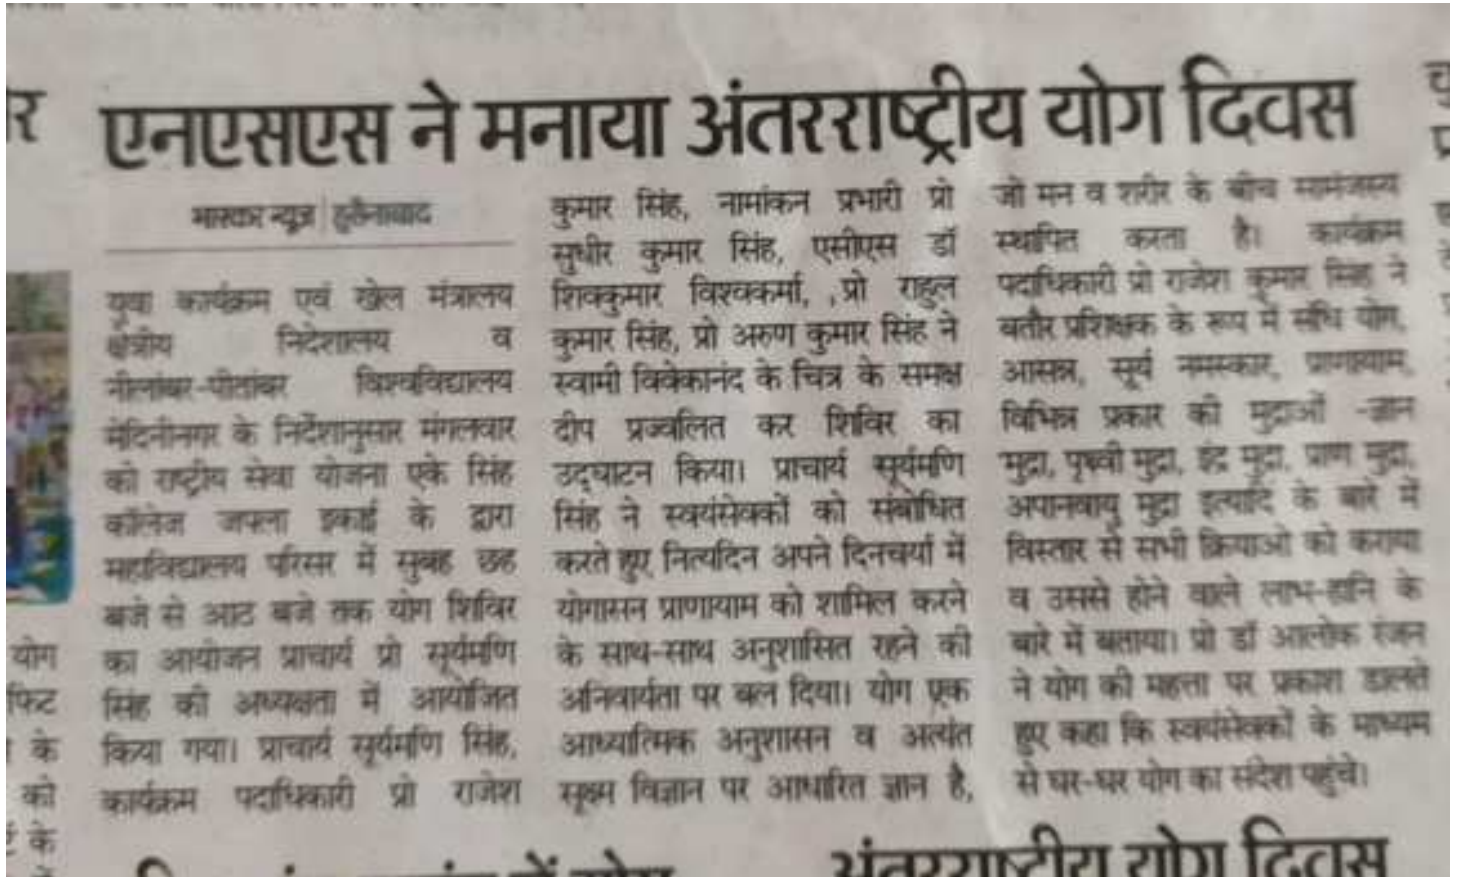 एनएसएस ने मनाया अंतरराष्ट्रीय योग दिवस
भास्कर न्यूज | हुसैनाबाद
युवा कार्यक्रम एवं खेल मंत्रालय
क्षेत्रीय निदेशालय व
नीलांबर-पीतांबर विश्वविद्यालय
मेदिनीनगर के निर्देशानुसार मंगलवार
को राष्ट्रीय सेवा योजना एके सिंह
कॉलेज जपला इकाई के द्वारा
महाविद्यालय परिसर में सुबह छह
बजे से आठ बजे तक योग शिविर
का आयोजन प्राचार्य प्रो सूर्यमणि
सिंह की अध्यक्षता में आयोजित
किया गया। प्राचार्य सूर्यमणि सिंह,
कार्यक्रम पदाधिकारी प्रो राजेश
कुमार सिंह, नामांकन प्रभारी प्रो
सुधीर कुमार सिंह, एसीएस डॉ
शिवकुमार विश्वकर्मा, ,प्रो राहुल
कुमार सिंह, प्रो अरुण कुमार सिंह ने
स्वामी विवेकानंद के चित्र के समक्ष
दीप प्रज्वलित कर शिविर का
उद्घाटन किया। प्राचार्य सूर्यमणि
सिंह ने स्वयंसेवकों को संबोधित
करते हुए नित्यदिन अपने दिनचर्या में
योगासन प्राणायाम को शामिल करने
के साथ-साथ अनुशासित रहने की
अनिवार्यता पर बल दिया। योग एक
आध्यात्मिक अनुशासन व अत्यंत
सूक्ष्म विज्ञान पर आधारित ज्ञान है,
जो मन व शरीर के बीच सामंजस्य
स्थापित करता है। कार्यक्रम
पदाधिकारी प्रो राजेश कुमार सिंह ने
बतौर प्रशिक्षक के रूप में संधि योग,
आसन्न, सूर्य नमस्कार, प्राणायाम,
विभिन्न प्रकार की मुद्राओं -ज्ञान
मुद्रा, पृथ्वी मुद्रा, इंद्र मुद्रा, प्राण मुद्रा,
अपानवायु मुद्रा इत्यादि के बारे में
विस्तार से सभी क्रियाओ को कराया
व उससे होने वाले लाभ-हानि के
बारे में बताया। प्रो डॉ आलोक रंजन
ने योग की महत्ता पर प्रकाश डालते
हुए कहा कि स्वयंसेवकों के माध्यम
से घर-घर योग का संदेश पहुंचे।
योग
फिट
के
को
के
अंतरराष्ट्रीय योग दिवस